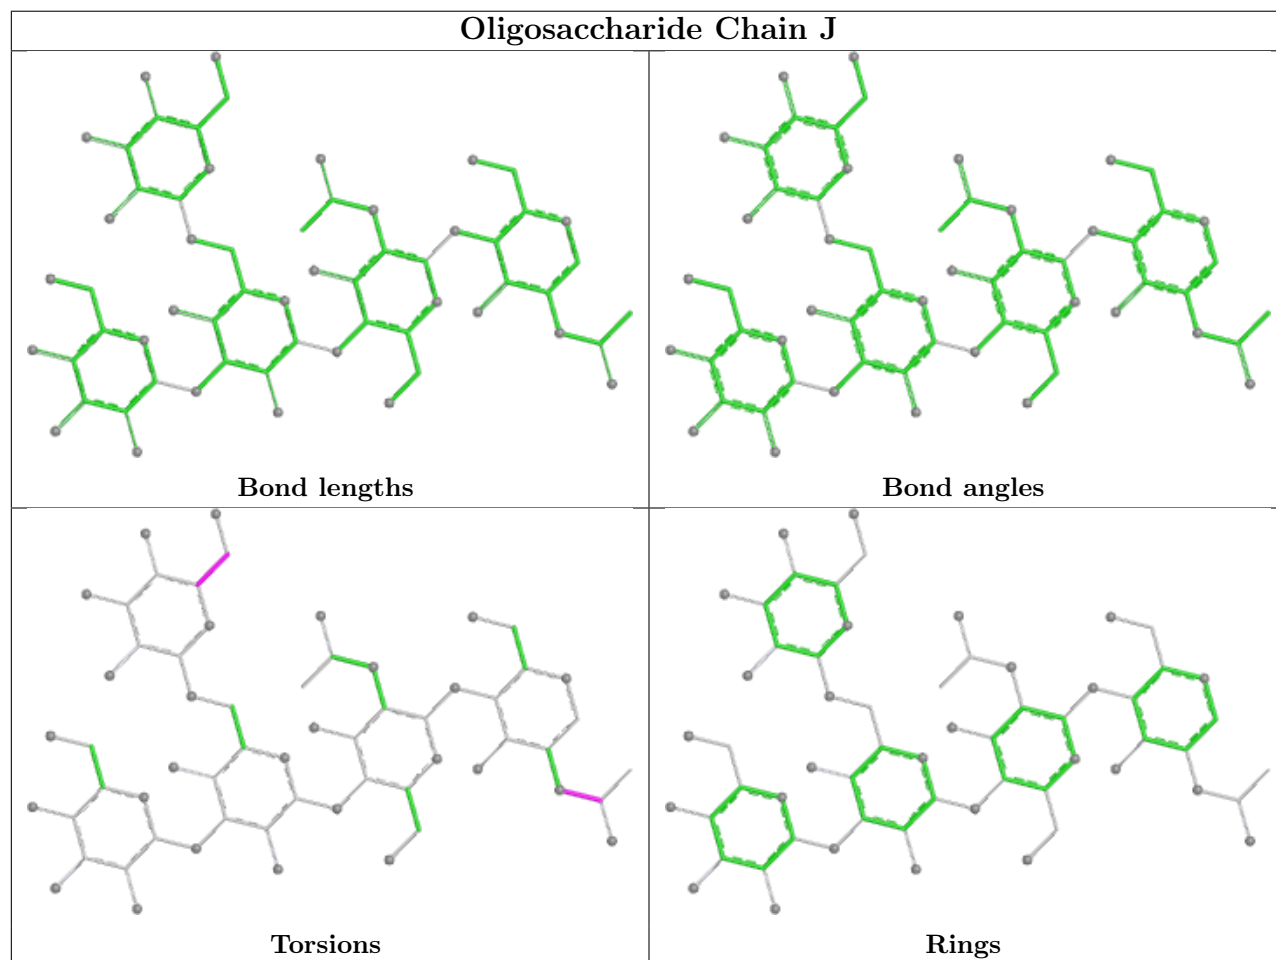 Oligosaccharide Chain J
Bond lengths
Bond angles
Torsions
Rings